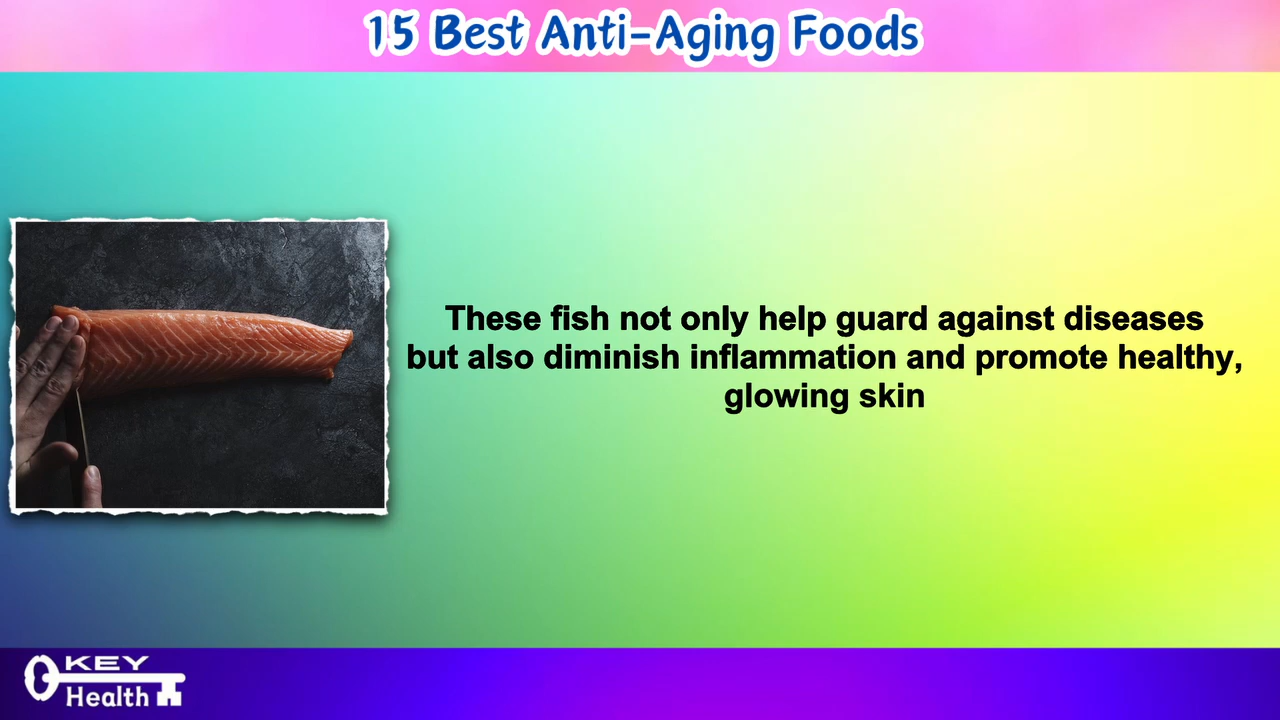 15 Best Anti-Aging Foods
These fish not only help guard against diseases
but also diminish inflammation and promote healthy,
glowing skin
KEY
Health